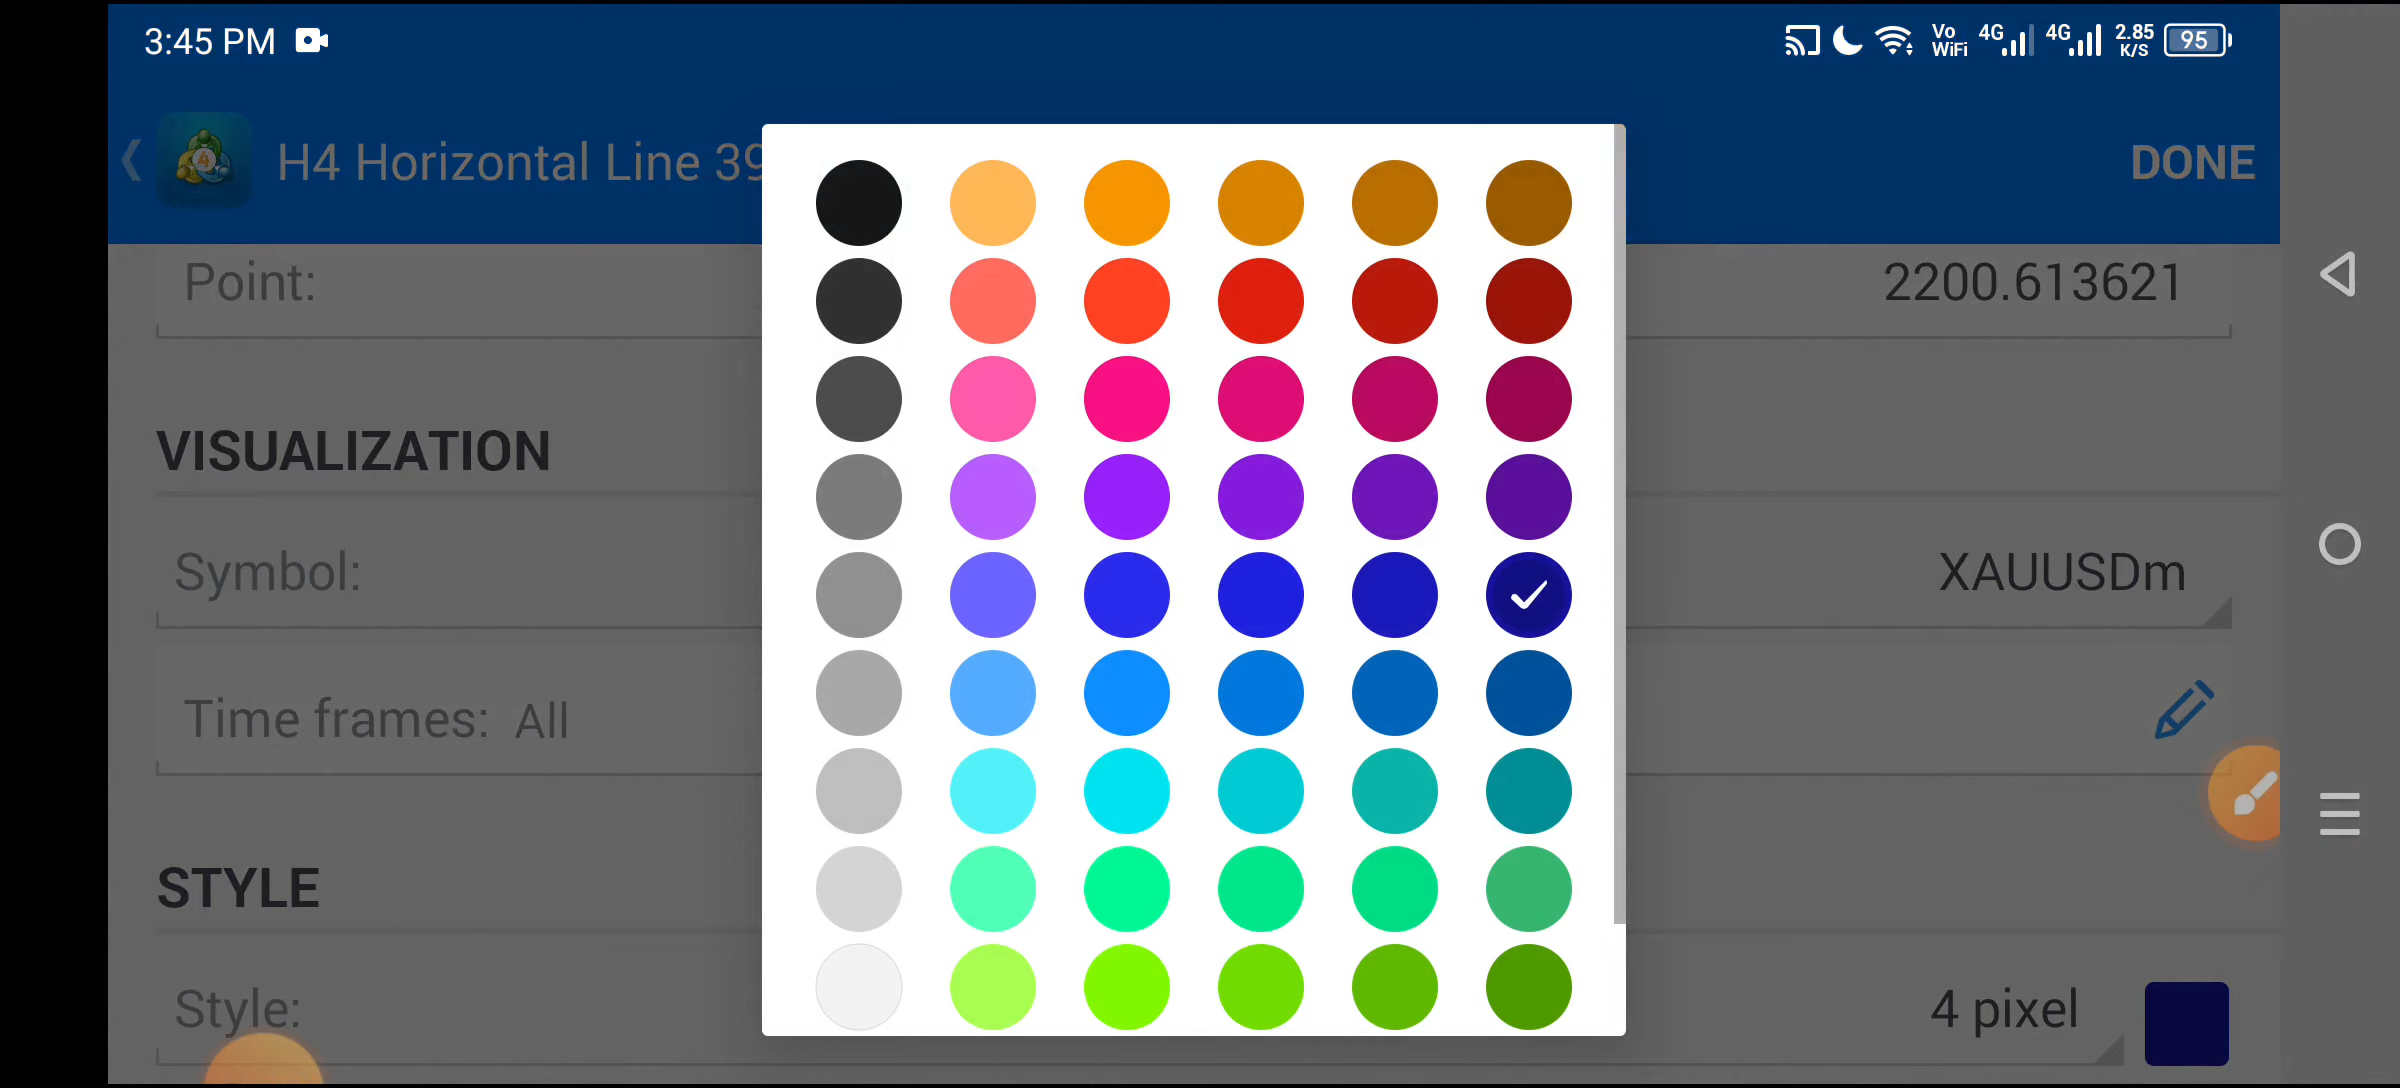 3:45 PM
Vo WiFi 4G 4G 2.85 K/S 95
4
H4 Horizontal Line 39
DONE
Point: 2200.613621
VISUALIZATION
Symbol: XAUUSDm
Time frames: All
STYLE
Style: 4 pixel